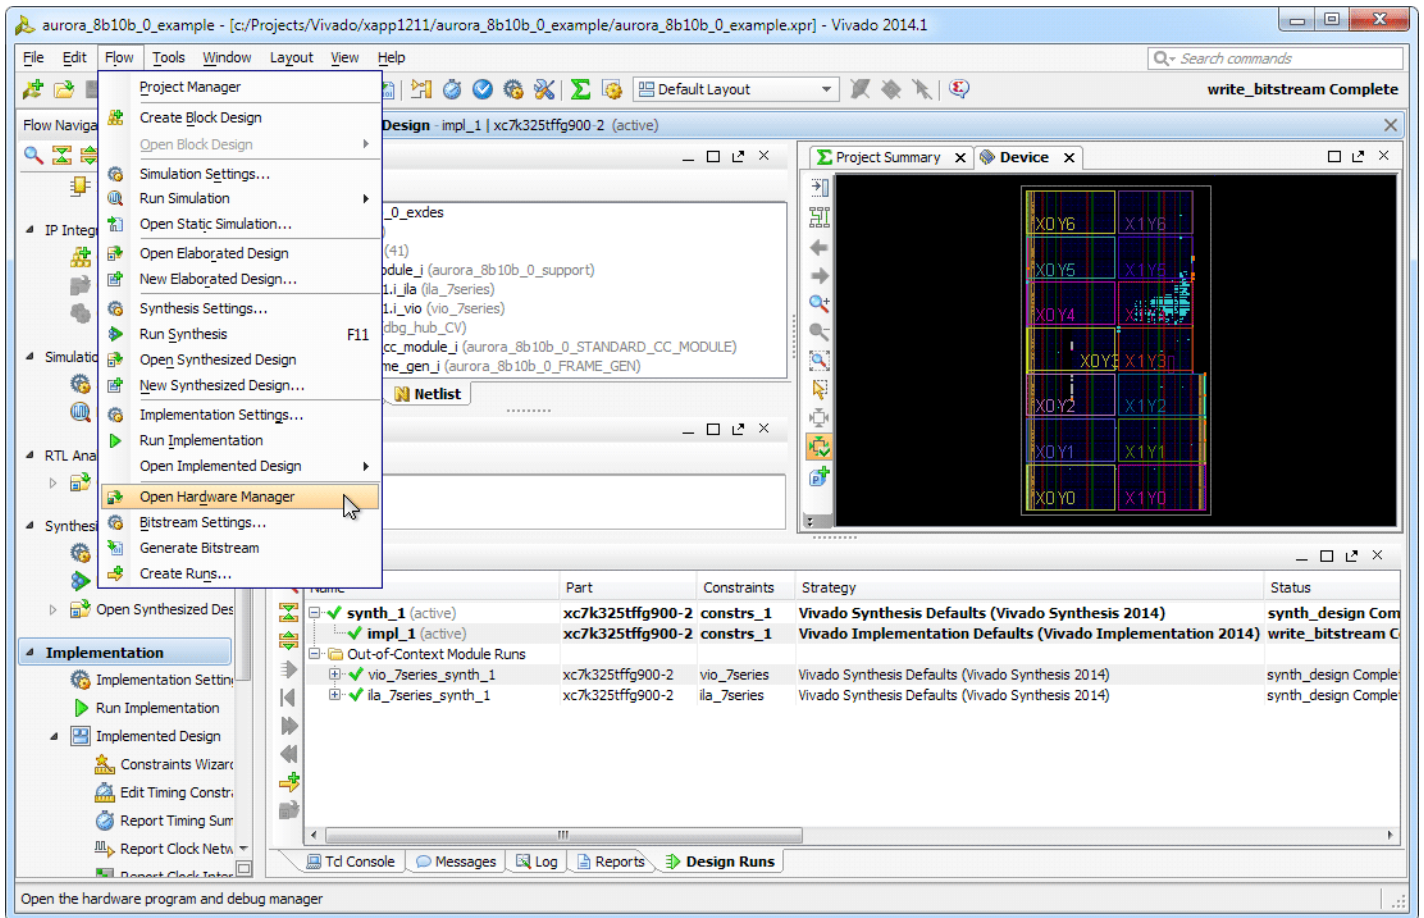 aurora_8b10b_0_example - [c:/Projects/Vivado/xapp1211/aurora_8b10b_0_example/aurora_8b10b_0_example.xpr] - Vivado 2014.1
File Edit Flow Tools Window Layout View Help
Search commands
Default Layout
write_bitstream Complete
Flow Naviga
Design - impl_1 | xc7k325tffg900-2 (active)
Project Manager
Create Block Design
Open Block Design
Simulation Settings...
Run Simulation
Open Static Simulation...
Open Elaborated Design
New Elaborated Design...
Synthesis Settings...
Run Synthesis F11
Open Synthesized Design
New Synthesized Design...
Implementation Settings...
Run Implementation
Open Implemented Design
Open Hardware Manager
Bitstream Settings...
Generate Bitstream
Create Runs...
IP Integr
Simulatio
RTL Ana
Synthesi
Open Synthesized Des
Implementation
Implementation Settin
Run Implementation
Implemented Design
Constraints Wizard
Edit Timing Constra
Report Timing Sum
Report Clock Netw
Report Clock Inter
_0_exdes
)
(41)
odule_i (aurora_8b10b_0_support)
1.i_ila (ila_7series)
1.i_vio (vio_7series)
dbg_hub_CV)
_cc_module_i (aurora_8b10b_0_STANDARD_CC_MODULE)
me_gen_i (aurora_8b10b_0_FRAME_GEN)
Netlist
Project Summary Device
X0Y6 X1Y6
X0Y5 X1Y5
X0Y4
X0Y3 X1Y3
X0Y2 X1Y2
X0Y1 X1Y1
X0Y0 X1Y0
Name Part Constraints Strategy Status
synth_1 (active) xc7k325tffg900-2 constrs_1 Vivado Synthesis Defaults (Vivado Synthesis 2014) synth_design Com
impl_1 (active) xc7k325tffg900-2 constrs_1 Vivado Implementation Defaults (Vivado Implementation 2014) write_bitstream C
Out-of-Context Module Runs
vio_7series_synth_1 xc7k325tffg900-2 vio_7series Vivado Synthesis Defaults (Vivado Synthesis 2014) synth_design Comple
ila_7series_synth_1 xc7k325tffg900-2 ila_7series Vivado Synthesis Defaults (Vivado Synthesis 2014) synth_design Comple
Tcl Console Messages Log Reports Design Runs
Open the hardware program and debug manager